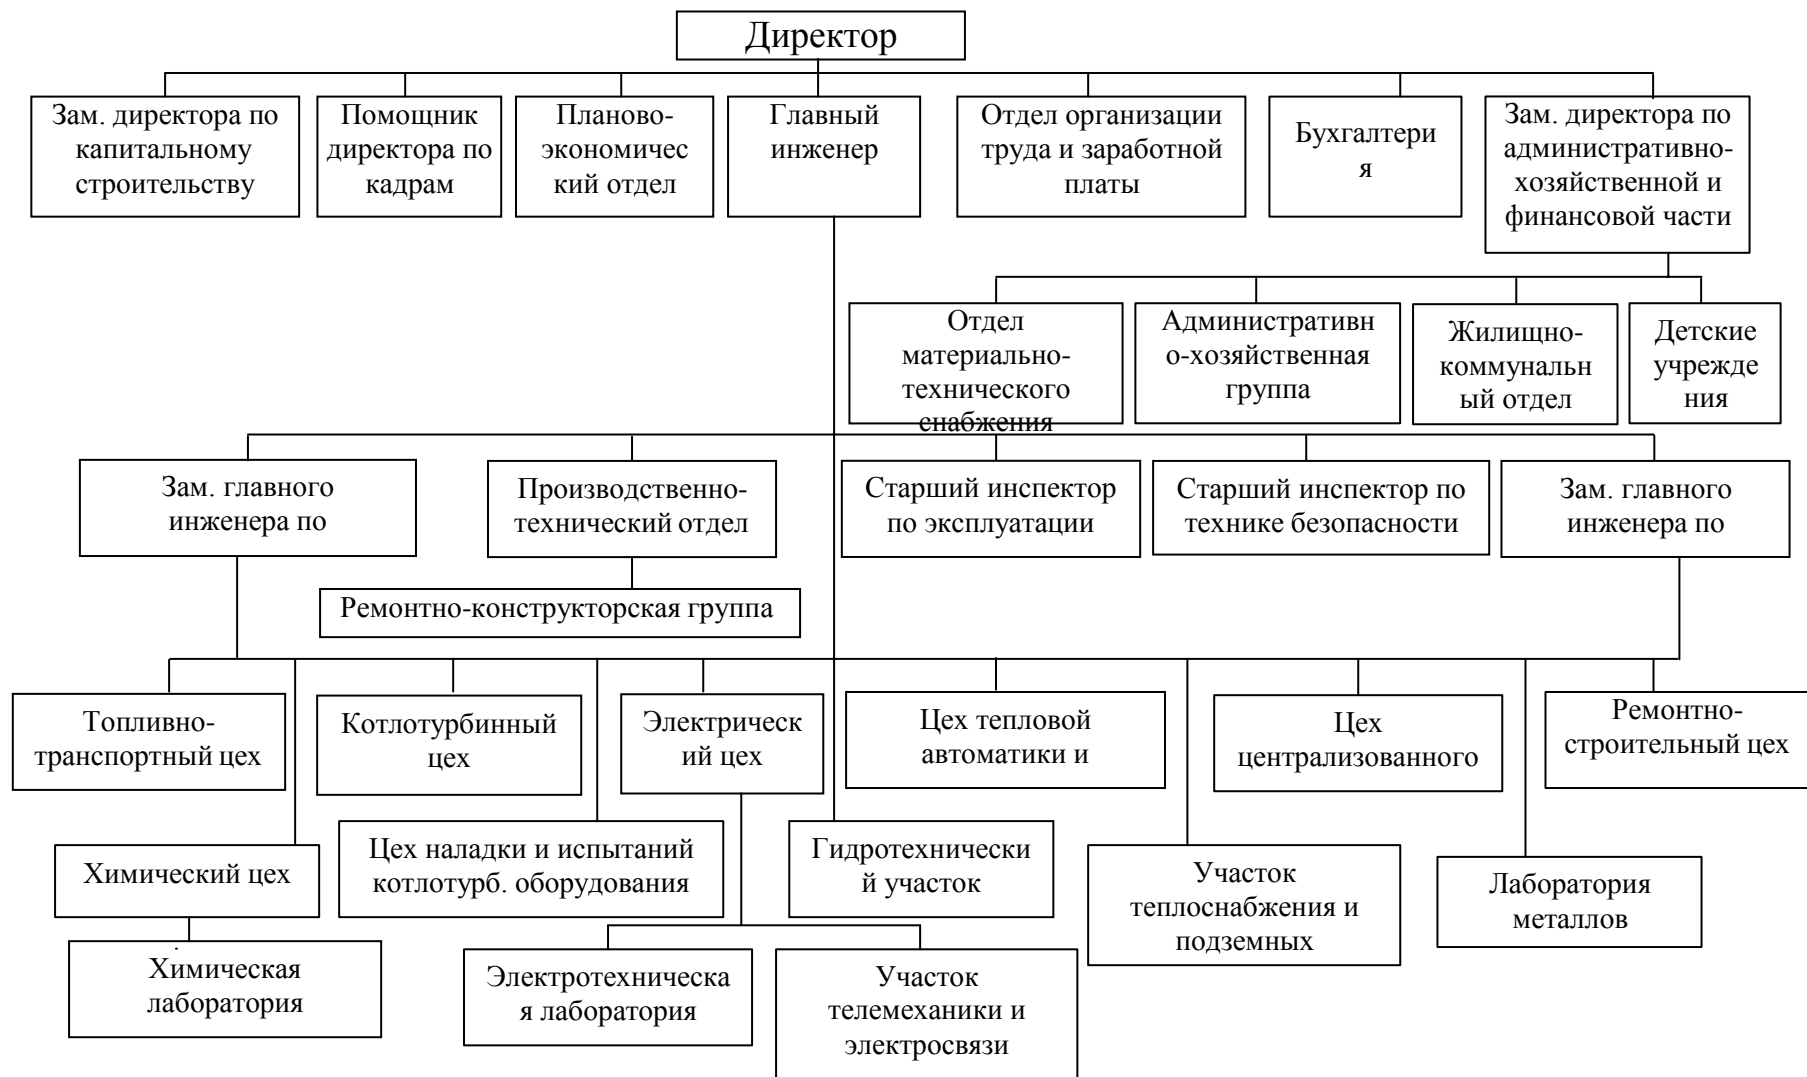 Директор
Зам. директора по
капитальному
строительству
Помощник
директора по
кадрам
Планово-
экономичес
кий отдел
Главный
инженер
Отдел организации
труда и заработной
платы
Бухгалтери
я
Зам. директора по
административно-
хозяйственной и
финансовой части
Отдел
материально-
технического
снабжения
Административн
о-хозяйственная
группа
Жилищно-
коммунальн
ый отдел
Детские
учрежде
ния
Зам. главного
инженера по
Производственно-
технический отдел
Старший инспектор
по эксплуатации
Старший инспектор по
технике безопасности
Зам. главного
инженера по
Ремонтно-конструкторская группа
Топливно-
транспортный цех
Котлотурбинный
цех
Электрическ
ий цех
Цех тепловой
автоматики и
Цех
централизованного
Ремонтно-
строительный цех
Химический цех
Цех наладки и испытаний
котлотурб. оборудования
Гидротехнически
й участок
Участок
теплоснабжения и
подземных
Лаборатория
металлов
Химическая
лаборатория
Электротехническа
я лаборатория
Участок
телемеханики и
электросвязи